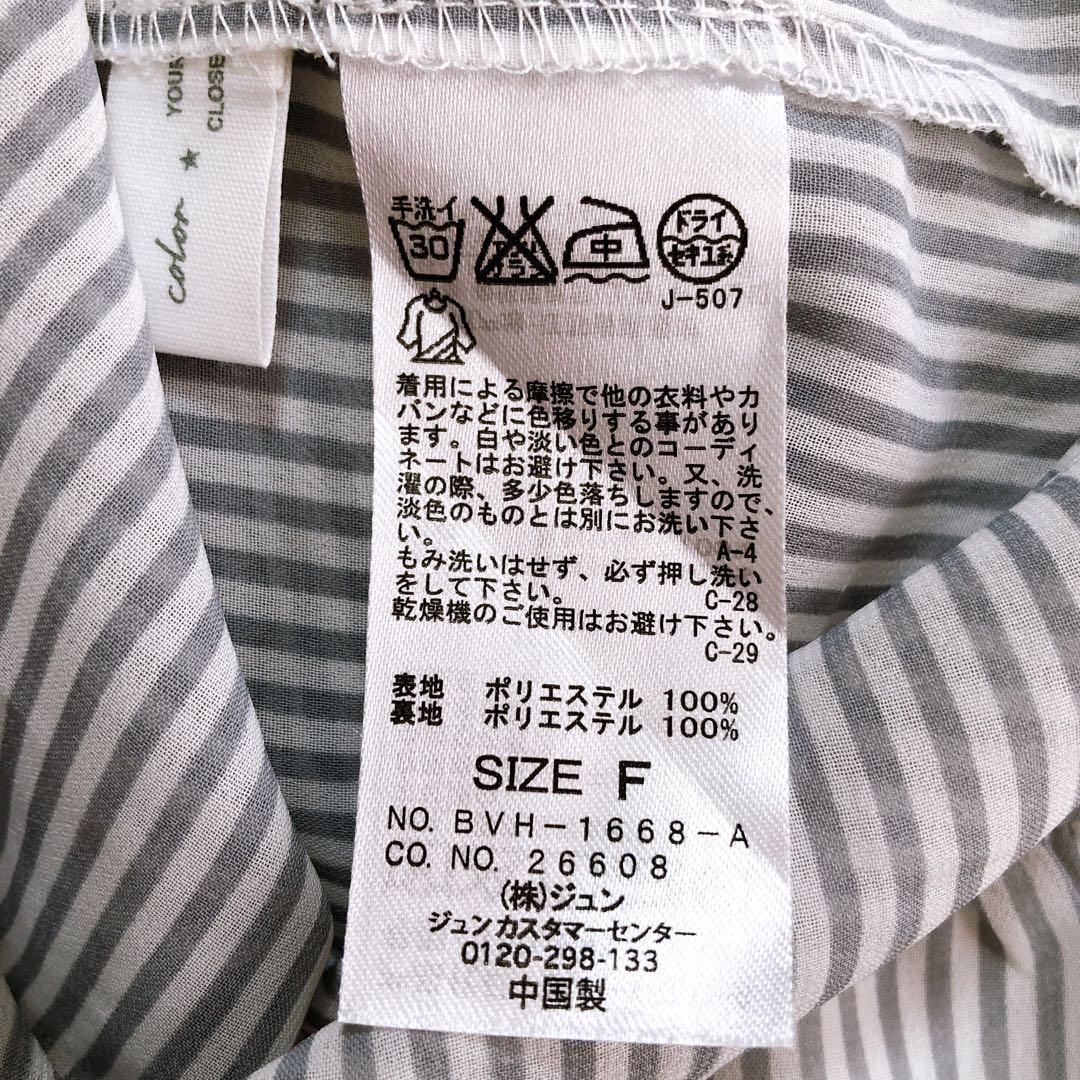 YOUR
CLOSE
colon ★
手洗イ
30
中
ドライ
セキユ系
J-507
着用による摩擦で他の衣料やカ
バンなどに色移りする事があり
ます。白や淡い色とのコーディ
ネートはお避け下さい。又、洗
濯の際、多少色落ちしますので、
淡色のものとは別にお洗い下さ
い。
A-4
もみ洗いはせず、必ず押し洗い
をして下さい。
C-28
乾燥機のご使用はお避け下さい。
C-29
表地 ポリエステル 100%
裏地 ポリエステル 100%
SIZE F
NO. BVH-1668-A
CO. NO. 26608
(株)ジュン
ジュンカスタマーセンター
0120-298-133
中国製